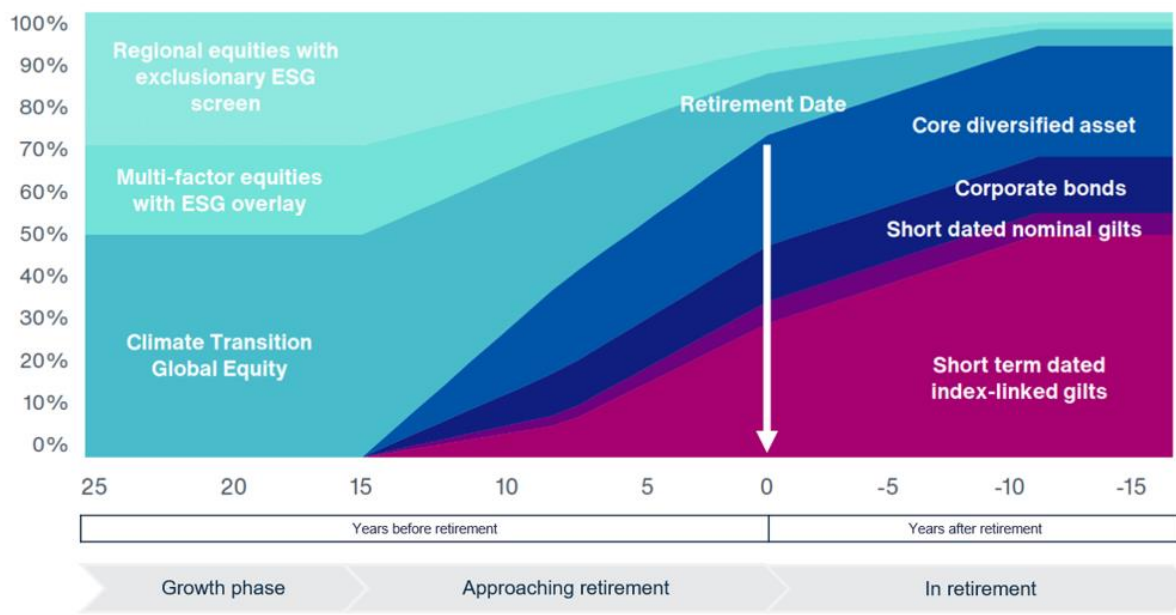 100%
90%
80%
70%
60%
50%
40%
30%
20%
10%
0%
Regional equities with
exclusionary ESG
screen
Multi-factor equities
with ESG overlay
Climate Transition
Global Equity
Retirement Date
Core diversified asset
Corporate bonds
Short dated nominal gilts
Short term dated
index-linked gilts
25 20 15 10 5 0 -5 -10 -15
Years before retirement Years after retirement
Growth phase Approaching retirement In retirement